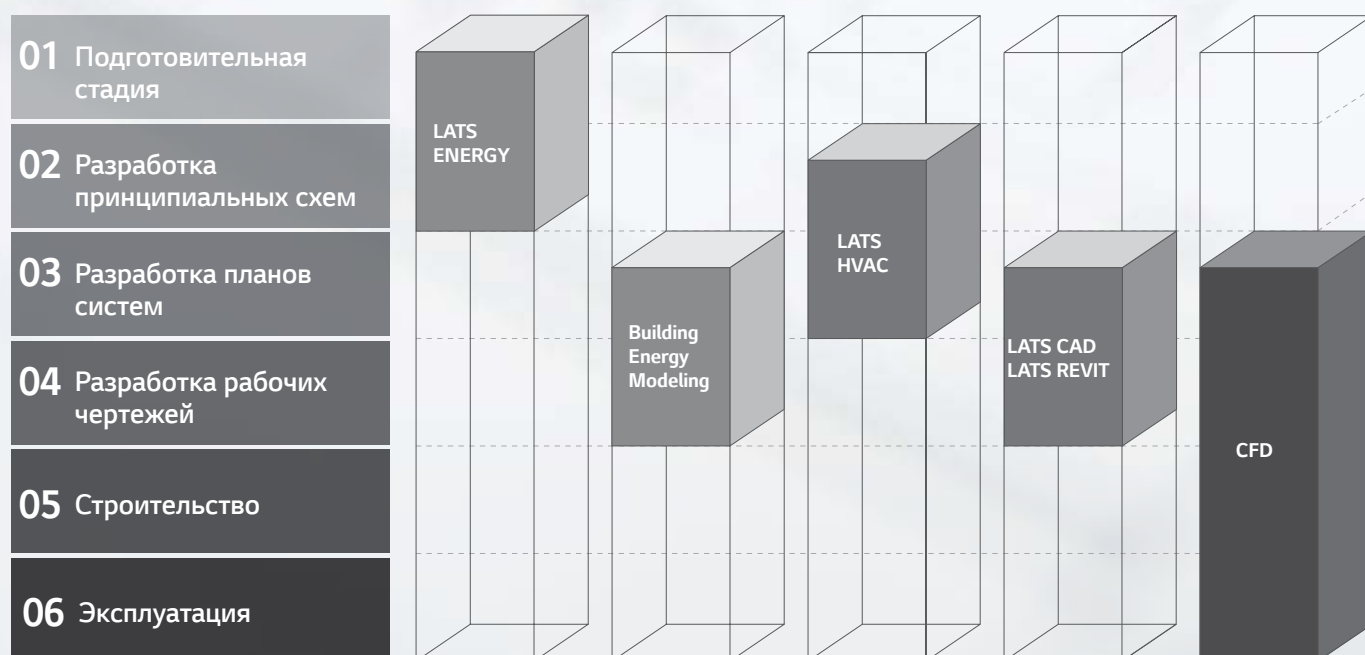 01 Подготовительная
стадия
02 Разработка
принципиальных схем
03 Разработка планов
систем
04 Разработка рабочих
чертежей
05 Строительство
06 Эксплуатация
LATS
ENERGY
Building
Energy
Modeling
LATS
HVAC
LATS CAD
LATS REVIT
CFD